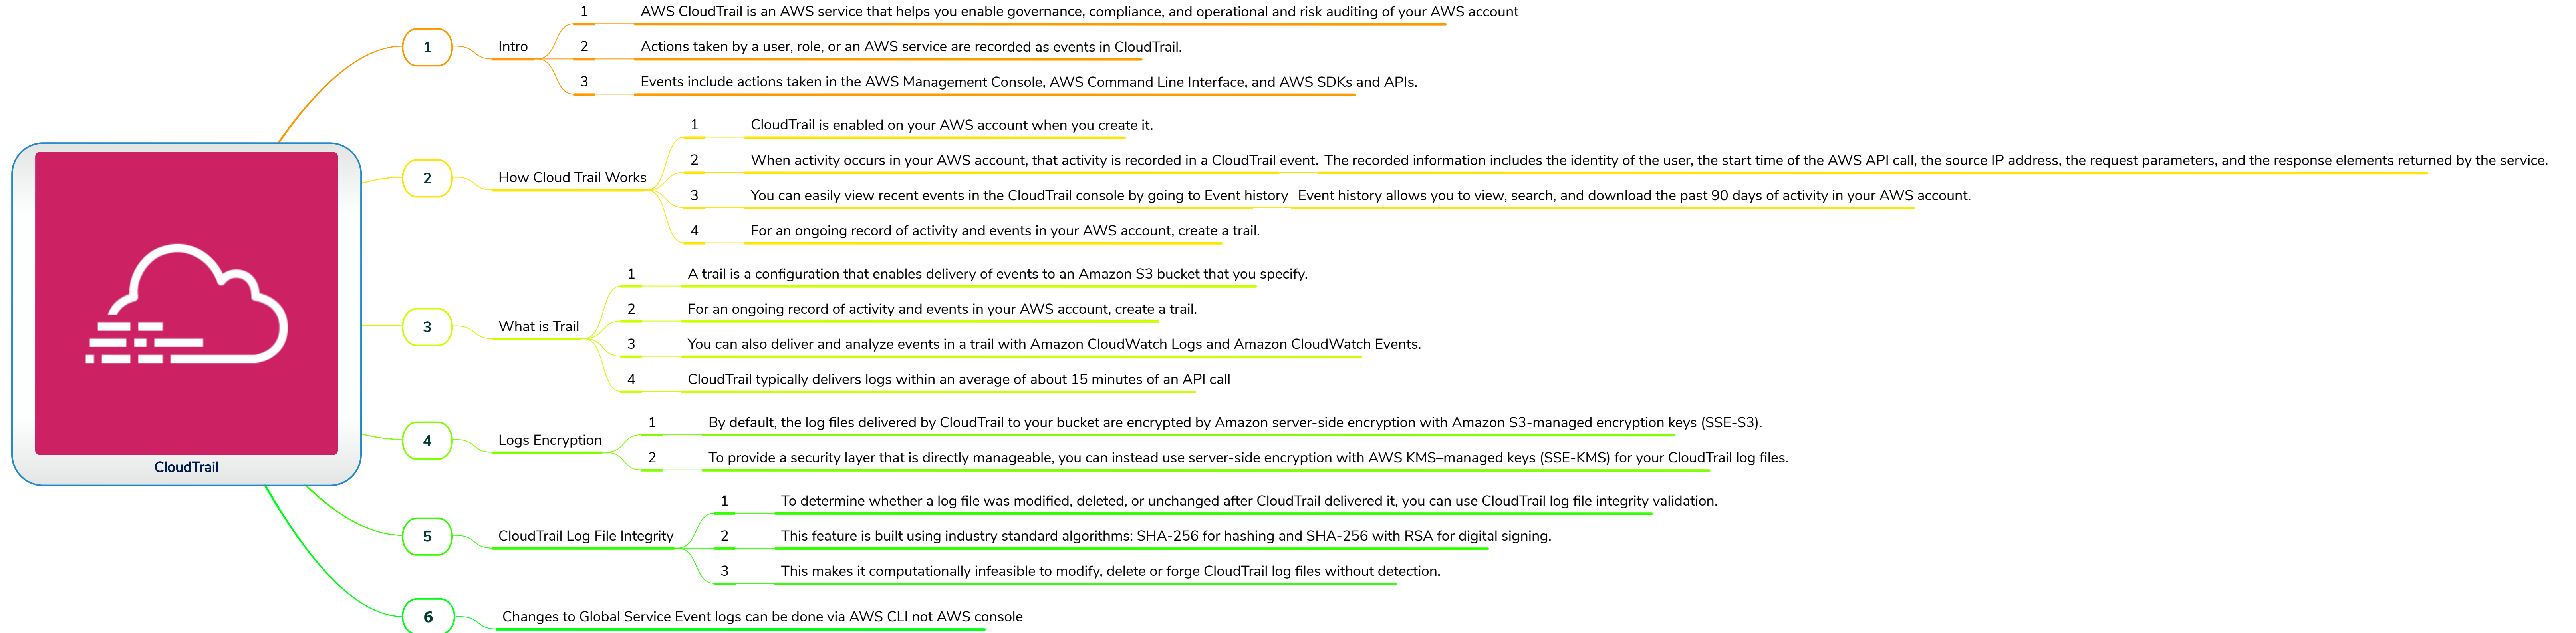 CloudTrail
1
Intro
1 AWS CloudTrail is an AWS service that helps you enable governance, compliance, and operational and risk auditing of your AWS account
2 Actions taken by a user, role, or an AWS service are recorded as events in CloudTrail.
3 Events include actions taken in the AWS Management Console, AWS Command Line Interface, and AWS SDKs and APIs.
2
How Cloud Trail Works
1 CloudTrail is enabled on your AWS account when you create it.
2 When activity occurs in your AWS account, that activity is recorded in a CloudTrail event. The recorded information includes the identity of the user, the start time of the AWS API call, the source IP address, the request parameters, and the response elements returned by the service.
3 You can easily view recent events in the CloudTrail console by going to Event history Event history allows you to view, search, and download the past 90 days of activity in your AWS account.
4 For an ongoing record of activity and events in your AWS account, create a trail.
3
What is Trail
1 A trail is a configuration that enables delivery of events to an Amazon S3 bucket that you specify.
2 For an ongoing record of activity and events in your AWS account, create a trail.
3 You can also deliver and analyze events in a trail with Amazon CloudWatch Logs and Amazon CloudWatch Events.
4 CloudTrail typically delivers logs within an average of about 15 minutes of an API call
4
Logs Encryption
1 By default, the log files delivered by CloudTrail to your bucket are encrypted by Amazon server-side encryption with Amazon S3-managed encryption keys (SSE-S3).
2 To provide a security layer that is directly manageable, you can instead use server-side encryption with AWS KMS–managed keys (SSE-KMS) for your CloudTrail log files.
5
CloudTrail Log File Integrity
1 To determine whether a log file was modified, deleted, or unchanged after CloudTrail delivered it, you can use CloudTrail log file integrity validation.
2 This feature is built using industry standard algorithms: SHA-256 for hashing and SHA-256 with RSA for digital signing.
3 This makes it computationally infeasible to modify, delete or forge CloudTrail log files without detection.
6
Changes to Global Service Event logs can be done via AWS CLI not AWS console